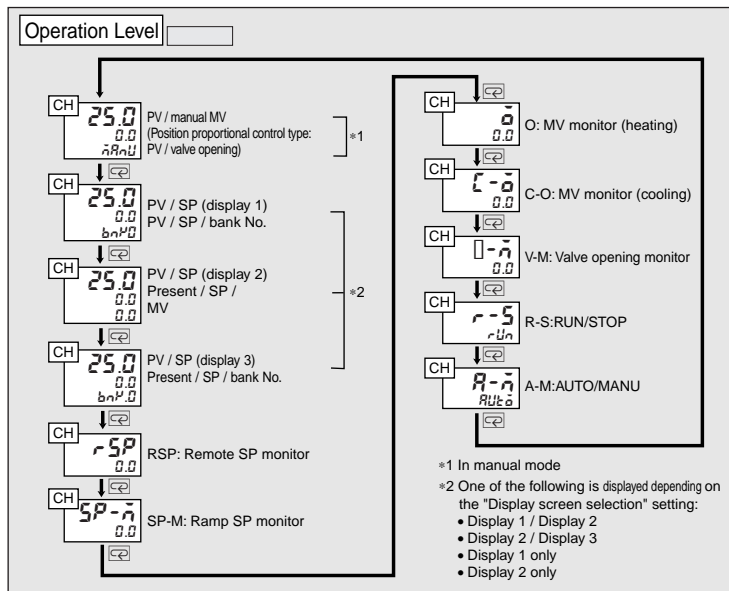 Operation Level
CH
25.0
0.0
PV / manual MV
(Position proportional control type:
PV / valve opening)
∗1
CH
25.0
0.0
PV / SP (display 1)
PV / SP / bank No.
CH
25.0
0.0
0.0
PV / SP (display 2)
Present / SP /
MV
∗2
CH
25.0
0.0
PV / SP (display 3)
Present / SP / bank No.
CH
rSP
0.0
RSP: Remote SP monitor
CH
SP-M
0.0
SP-M: Ramp SP monitor
CH
o
0.0
O: MV monitor (heating)
CH
C-o
0.0
C-O: MV monitor (cooling)
CH
0.0
V-M: Valve opening monitor
CH
r-S
rUn
R-S:RUN/STOP
CH
A-M
AUto
A-M:AUTO/MANU
∗1 In manual mode
∗2 One of the following is displayed depending on
the "Display screen selection" setting:
• Display 1 / Display 2
• Display 2 / Display 3
• Display 1 only
• Display 2 only